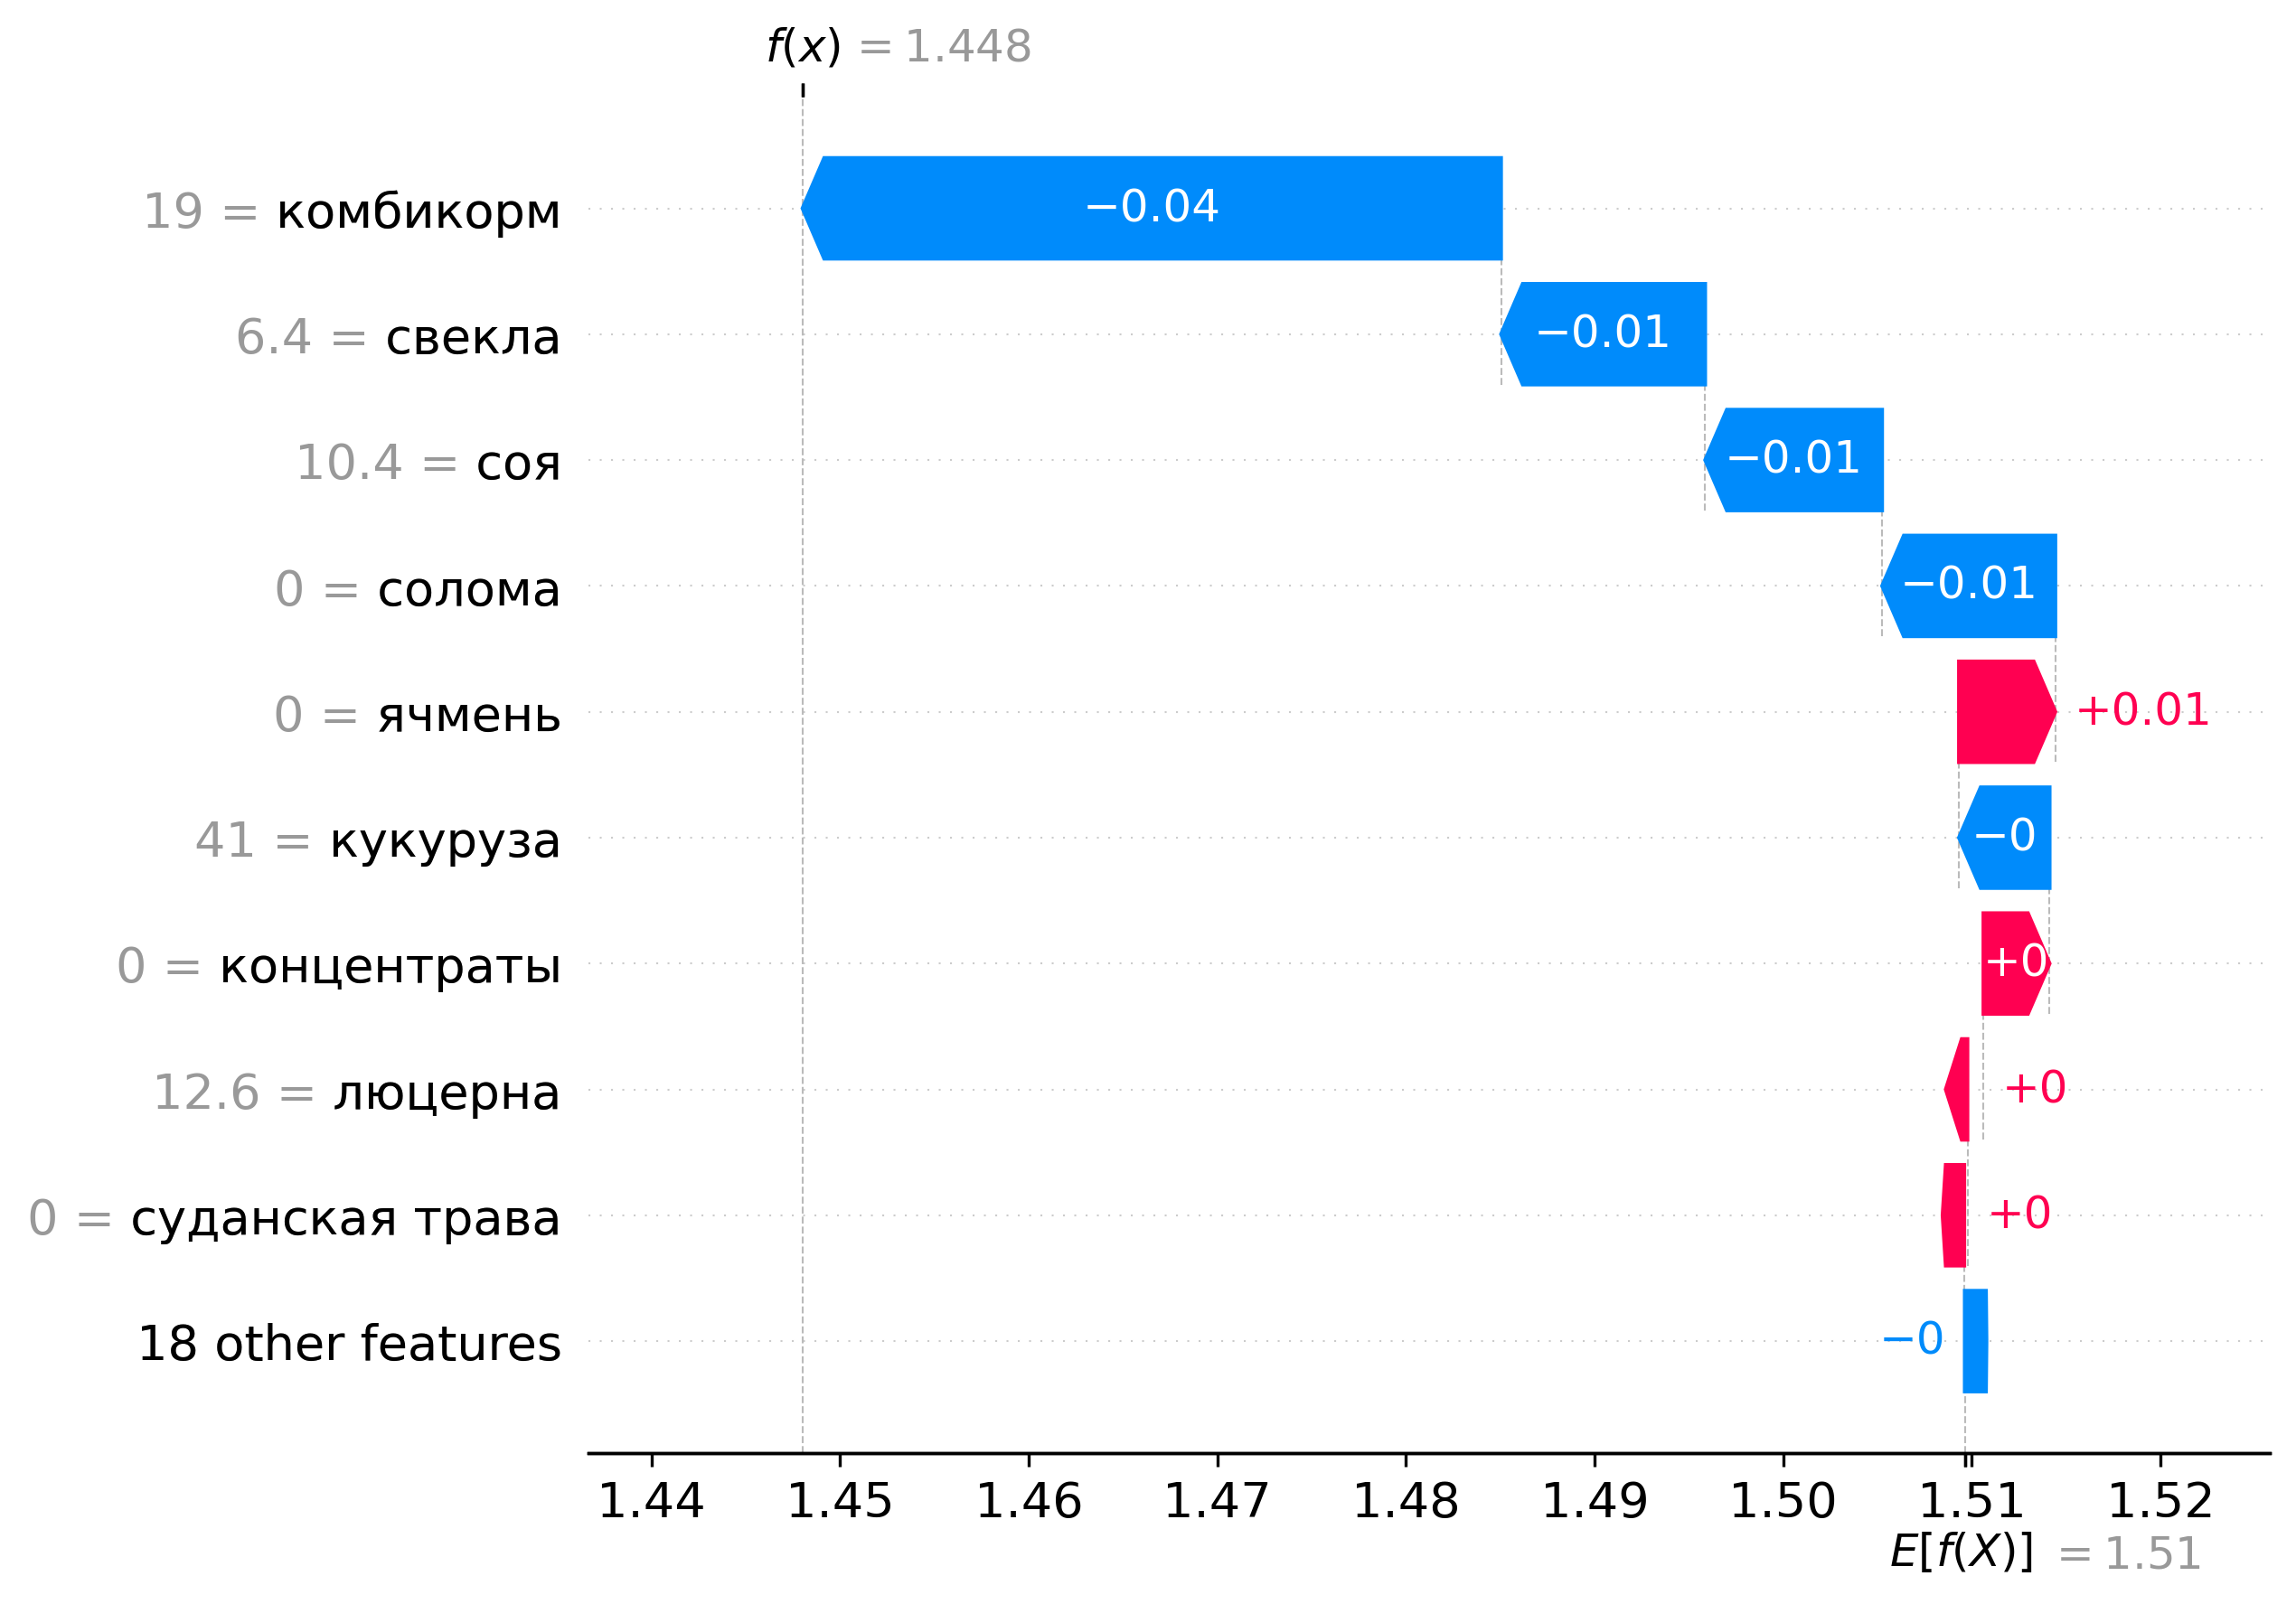 f(x) = 1.448
19 = комбикорм
−0.04
6.4 = свекла
−0.01
10.4 = соя
−0.01
0 = солома
−0.01
0 = ячмень
+0.01
41 = кукуруза
−0
0 = концентраты
+0
12.6 = люцерна
+0
0 = суданская трава
+0
18 other features
−0
1.44 1.45 1.46 1.47 1.48 1.49 1.50 1.51 1.52
E[f(X)] = 1.51